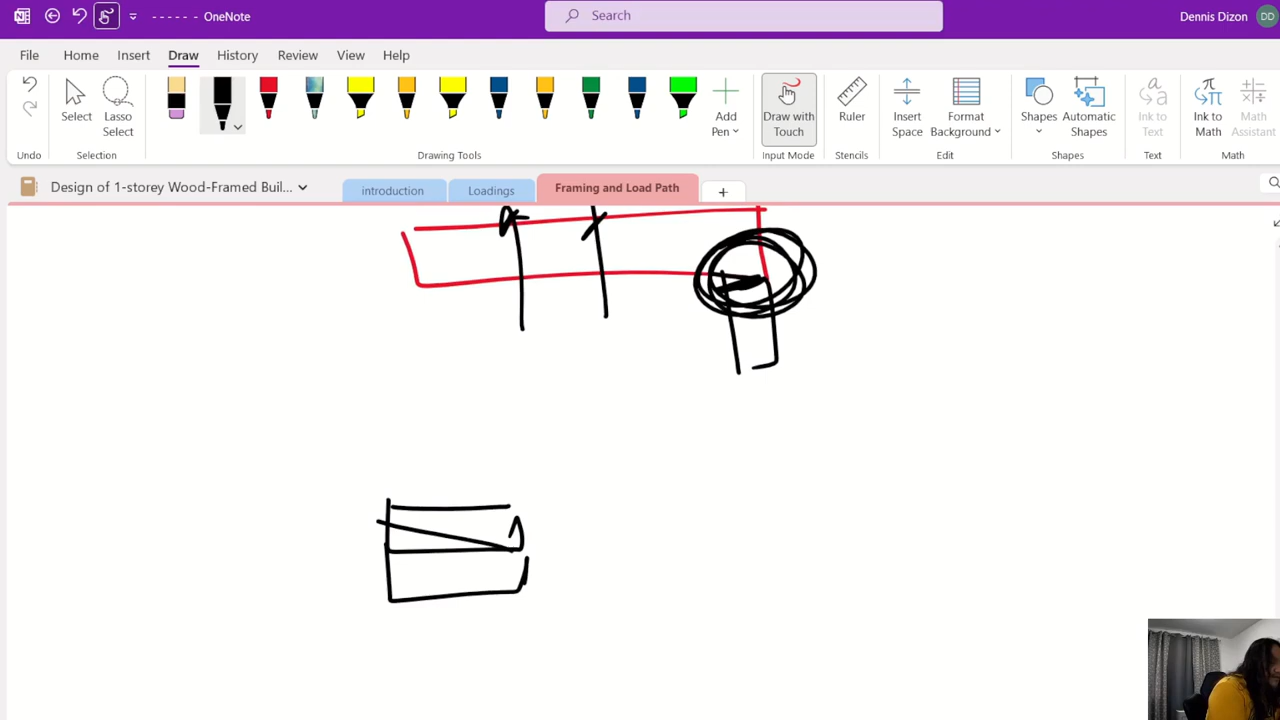 - - - - - - OneNote
Search
Dennis Dizon
DD
File Home Insert Draw History Review View Help
Select
Lasso Select
Add Pen
Draw with Touch
Ruler
Insert Space
Format Background
Shapes
Automatic Shapes
Ink to Text
Ink to Math
Math Assistant
Undo Selection Drawing Tools Input Mode Stencils Edit Shapes Text Math
Design of 1-storey Wood-Framed Buil...
introduction
Loadings
Framing and Load Path